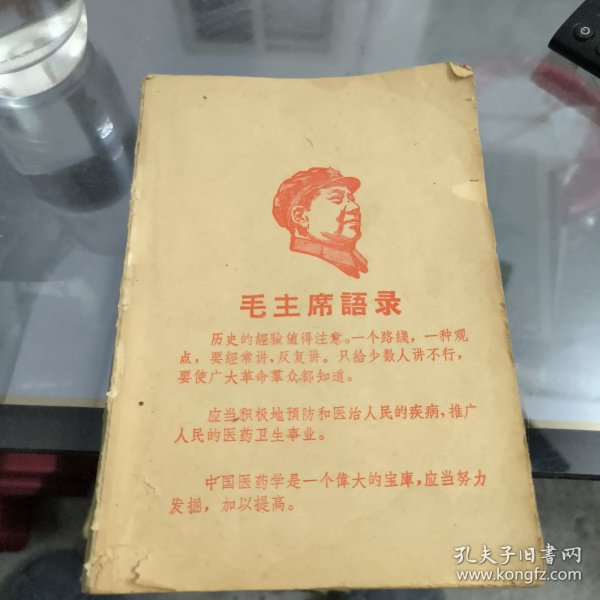 毛主席語录
历史的經驗值得注意。一个路綫，一种观
点，要經常讲，反复讲。只給少数人讲不行，
要使广大革命羣众都知道。
应当积极地預防和医治人民的疾病，推广
人民的医药卫生事业。
中国医药学是一个偉大的宝庫，应当努力
发掘，加以提高。
孔夫子旧书网
www.kongfz.com